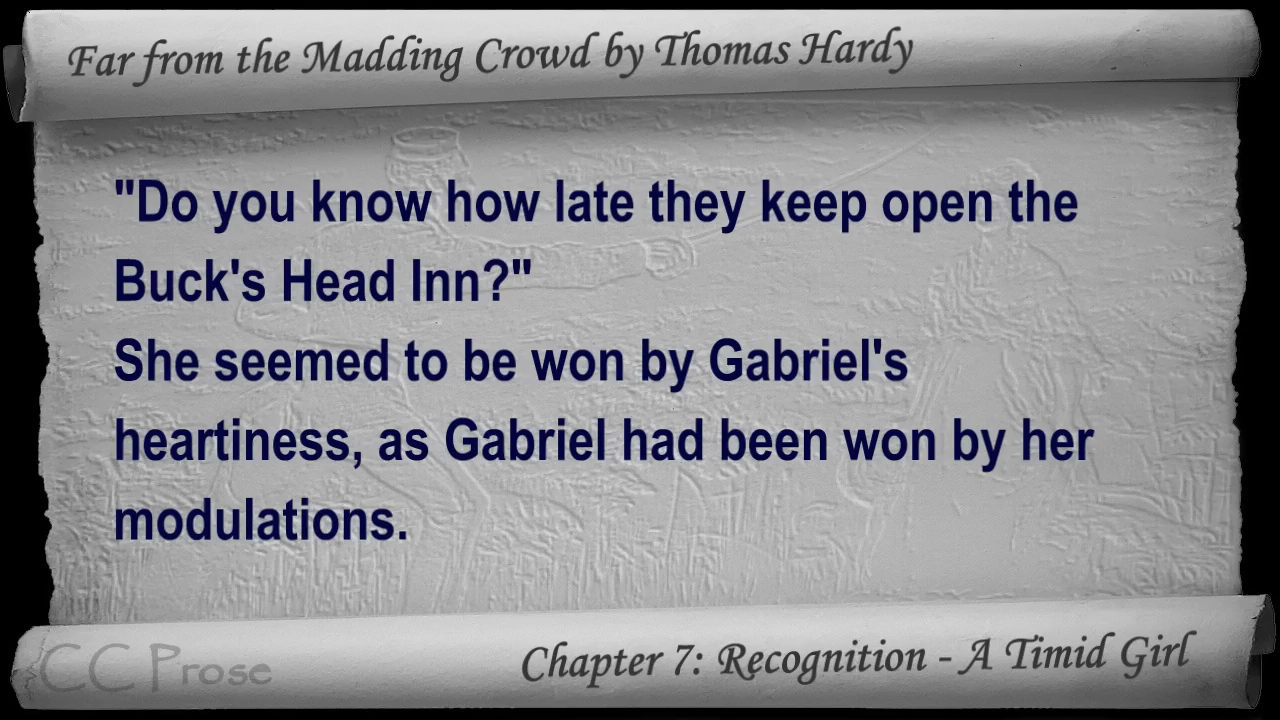 Far from the Madding Crowd by Thomas Hardy
"Do you know how late they keep open the
Buck's Head Inn?"
She seemed to be won by Gabriel's
heartiness, as Gabriel had been won by her
modulations.
CC Prose
Chapter 7: Recognition - A Timid Girl